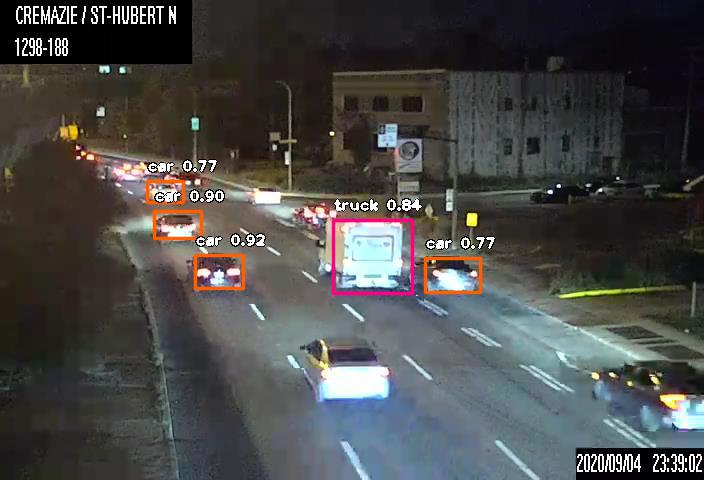 CREMAZIE / ST-HUBERT N
1298-188
car 0.77
car 0.90
truck 0.84
car 0.92
car 0.77
2020/09/04 23:39:02